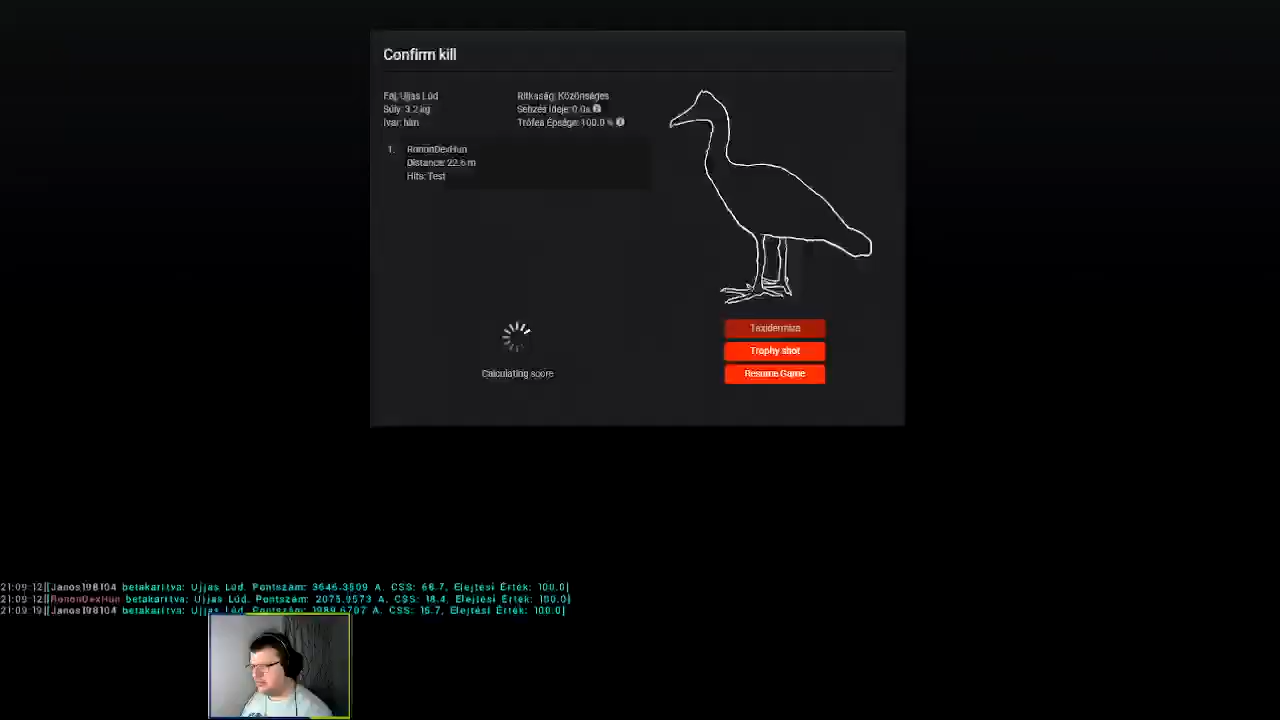 Confirm kill
Faj: Ujjas Lúd
Súly: 3.2 kg
Ivar: hím
Ritkaság: Közönséges
Sebzés ideje: 0.0s
Trófea Épsége: 100.0 %
1.
RononDexHun
Distance: 22.6 m
Hits: Test
Calculating score
Taxidermize
Trophy shot
Resume Game
21:09:12[[Janos198104 betakarítva: Ujjas Lúd. Pontszám: 3646.3809 A. CSS: 68.7, Elejtési Érték: 100.0]
21:09:12[[RononDexHun betakarítva: Ujjas Lúd. Pontszám: 2075.9573 A. CSS: 18.4, Elejtési Érték: 100.0]
21:09:19[[Janos198104 betakarítva: Ujjas Lúd. Pontszám: 1989.6707 A. CSS: 15.7, Elejtési Érték: 100.0]